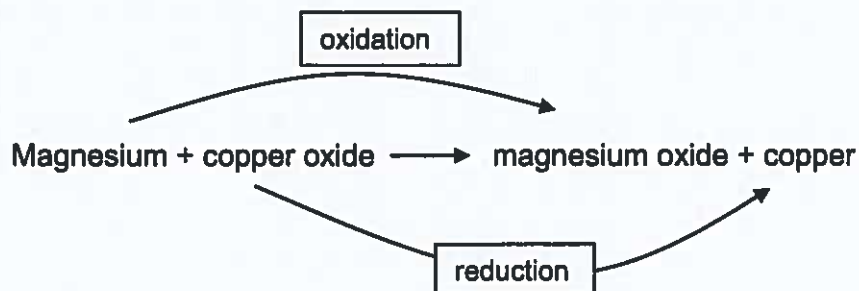 oxidation
Magnesium + copper oxide ⟶ magnesium oxide + copper
reduction